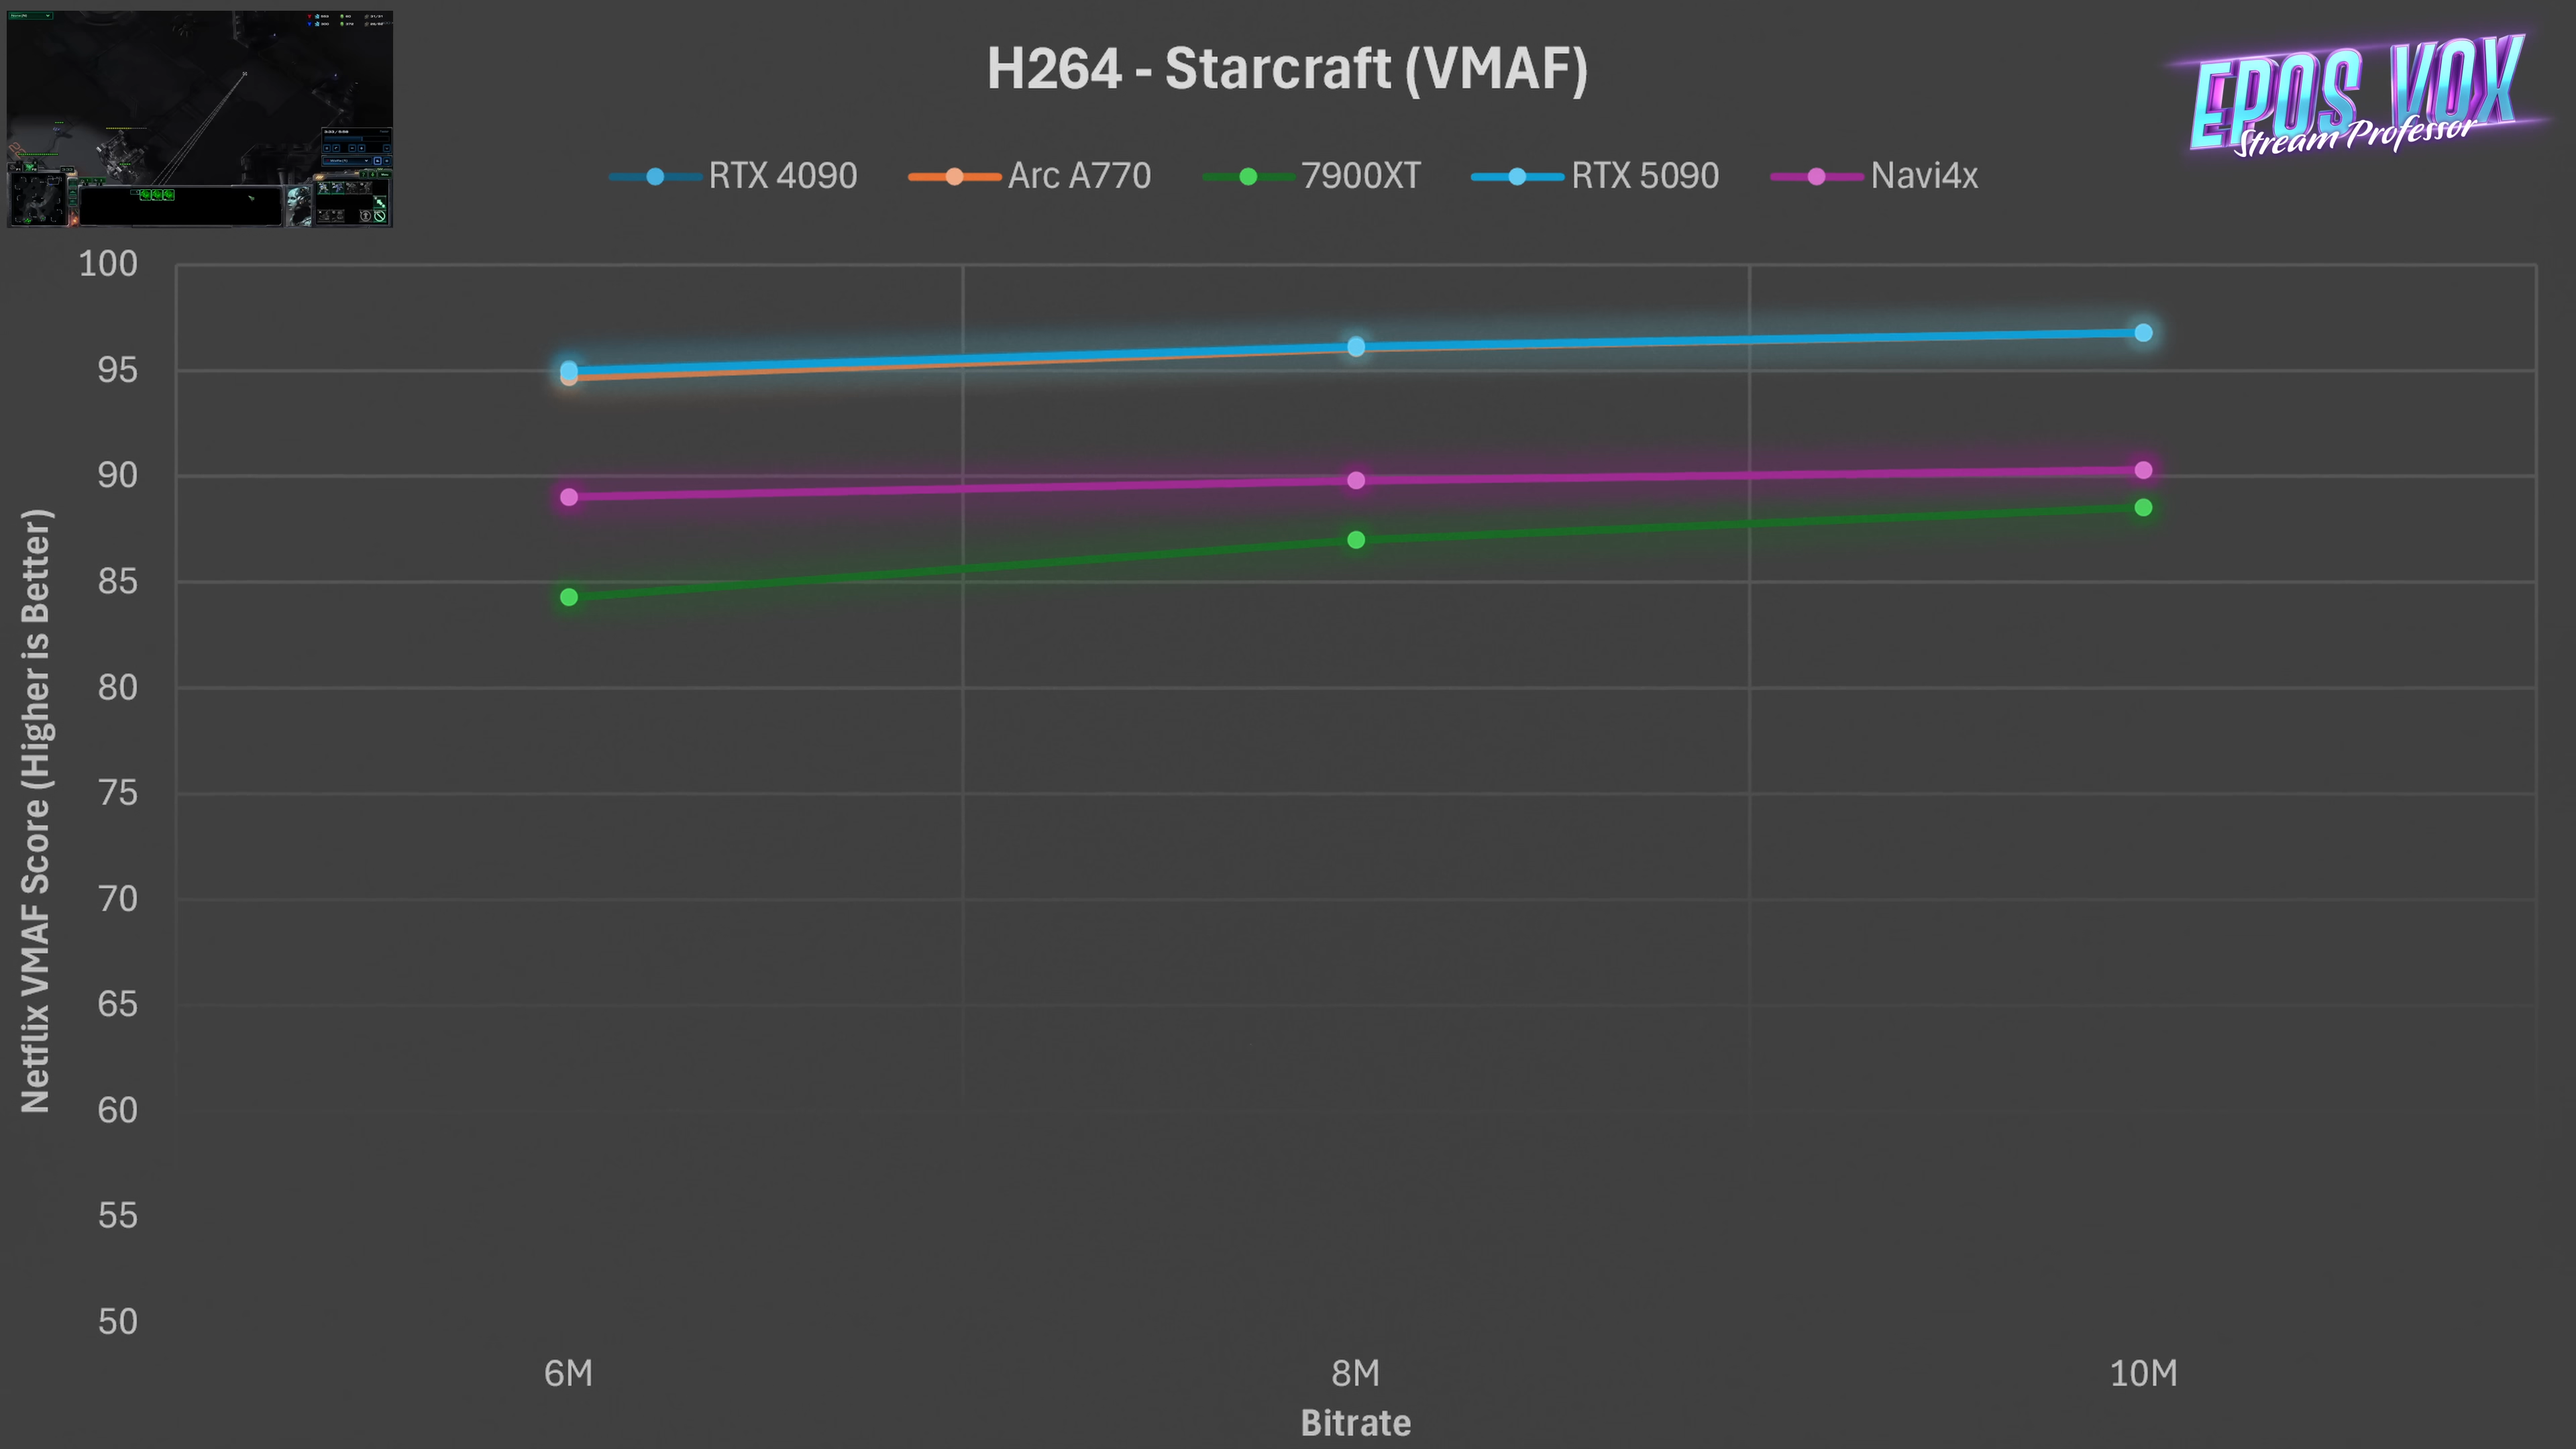 H264 - Starcraft (VMAF)
EPOS VOX
Stream Professor
RTX 4090
Arc A770
7900XT
RTX 5090
Navi4x
Netflix VMAF Score (Higher is Better)
100
95
90
85
80
75
70
65
60
55
50
6M
8M
10M
Bitrate